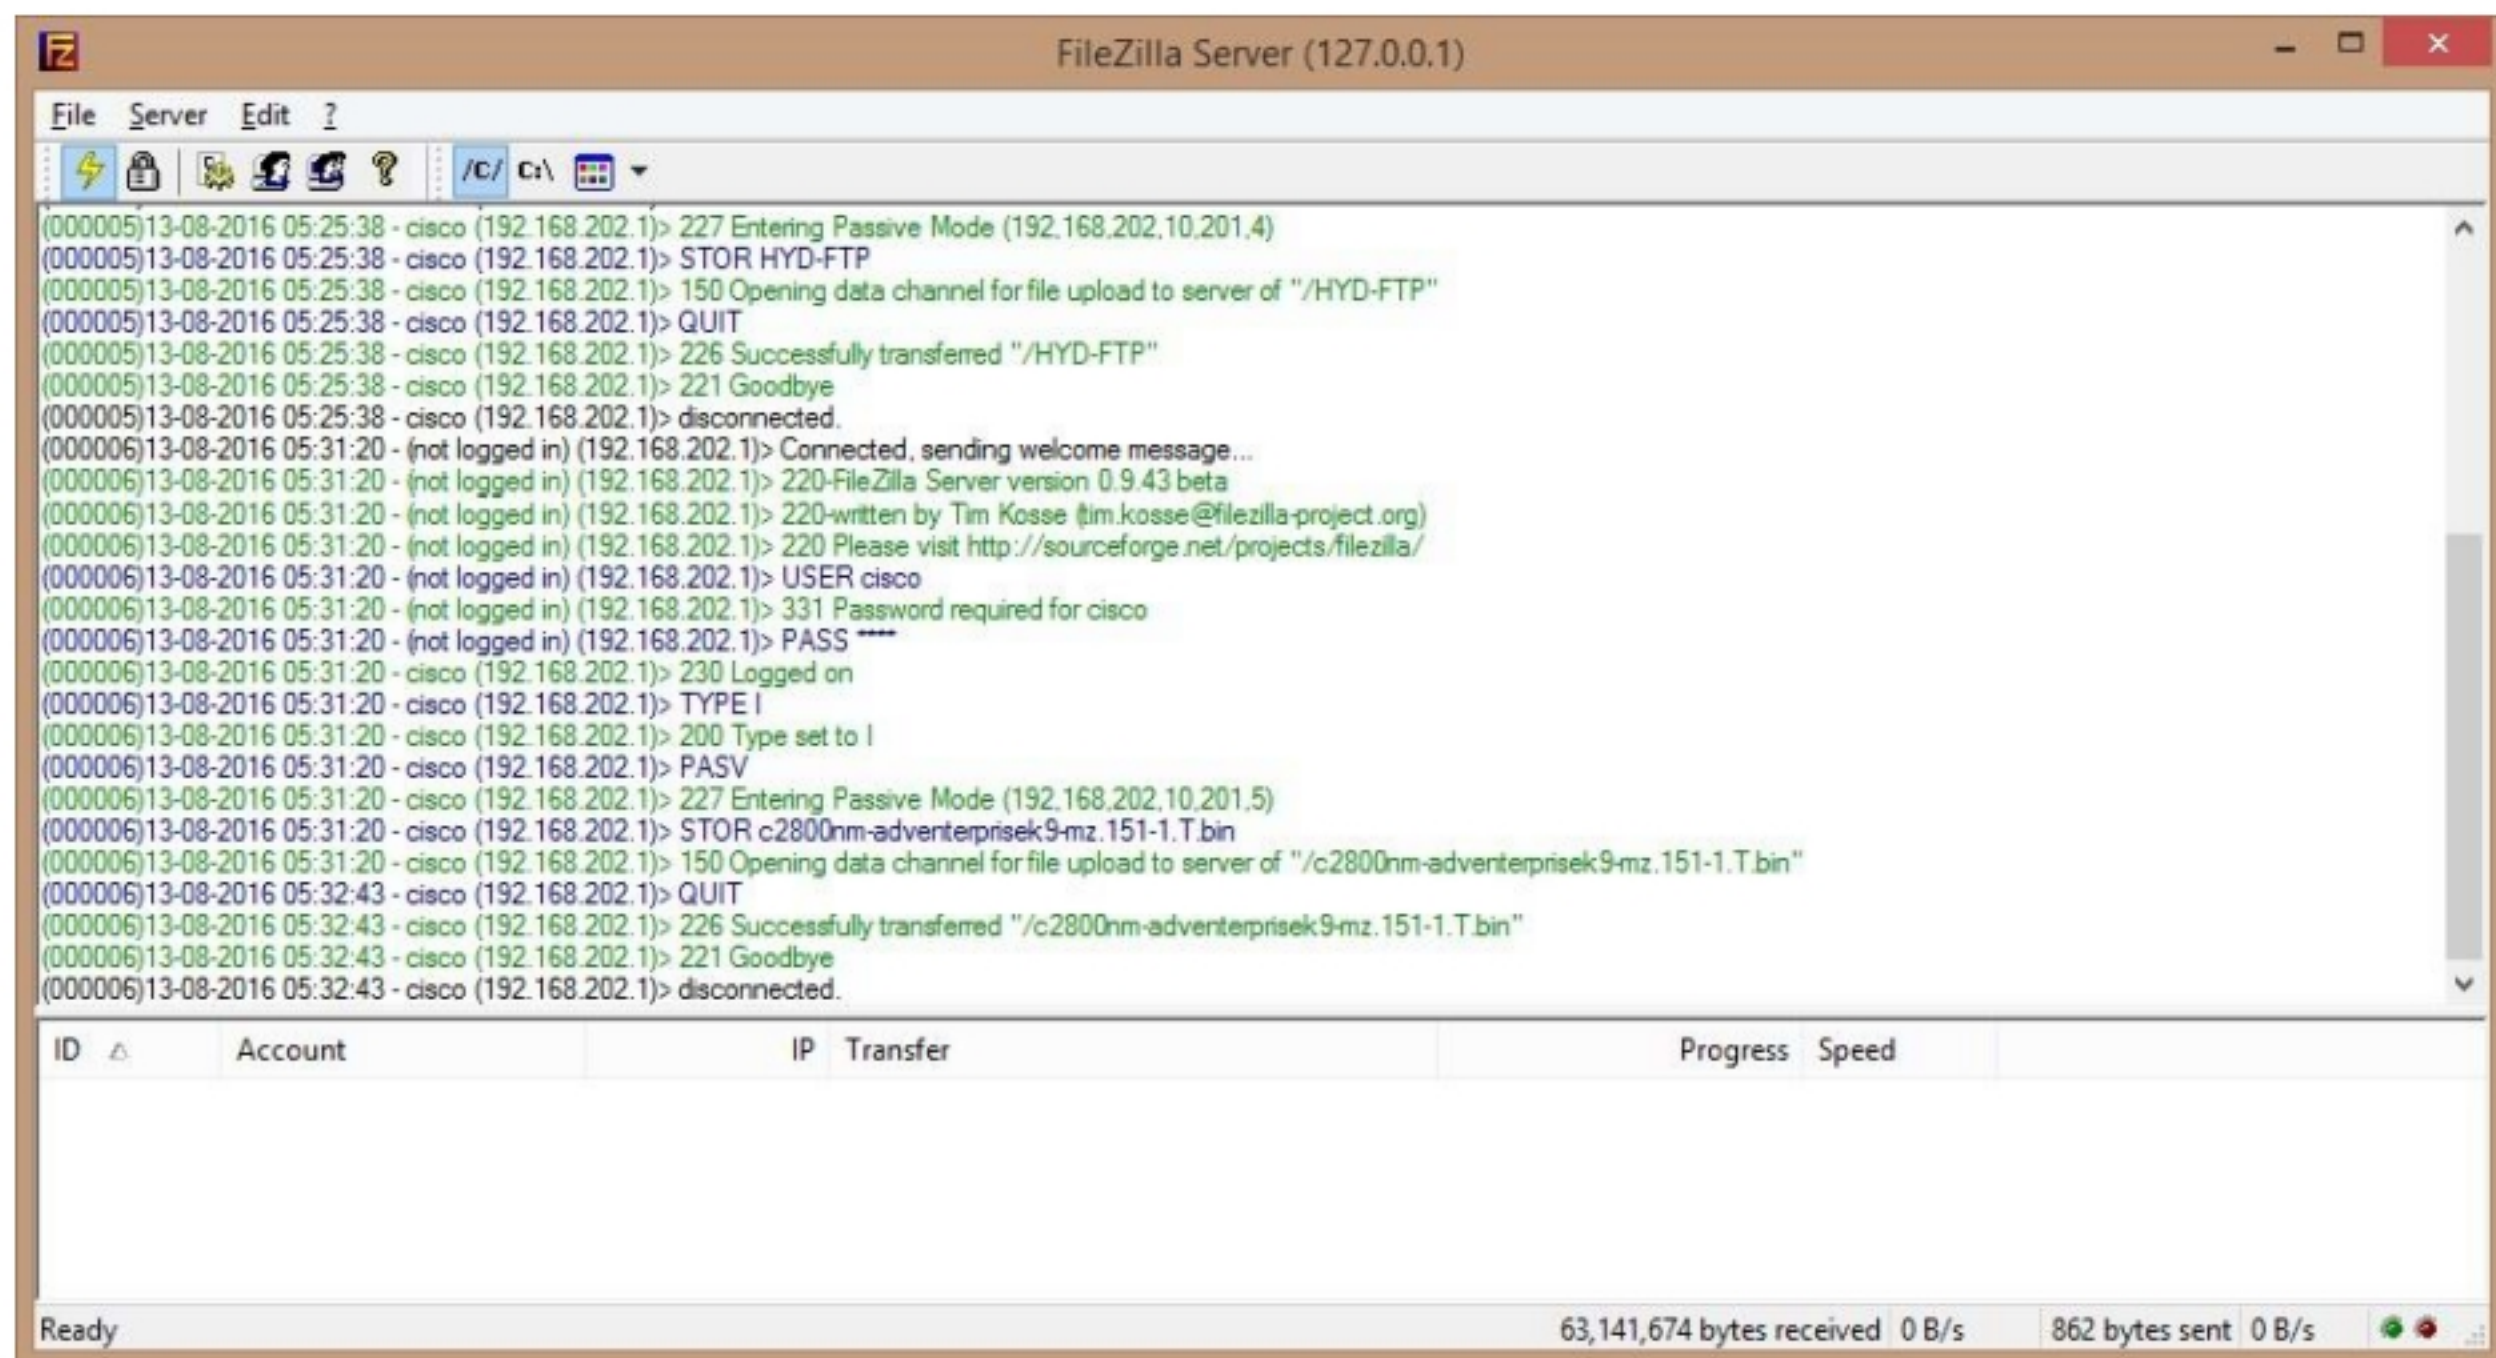 FileZilla Server (127.0.0.1)
File Server Edit ?
/C/ C:\
(000005)13-08-2016 05:25:38 - cisco (192.168.202.1)> 227 Entering Passive Mode (192,168,202,10,201,4)
(000005)13-08-2016 05:25:38 - cisco (192.168.202.1)> STOR HYD-FTP
(000005)13-08-2016 05:25:38 - cisco (192.168.202.1)> 150 Opening data channel for file upload to server of "/HYD-FTP"
(000005)13-08-2016 05:25:38 - cisco (192.168.202.1)> QUIT
(000005)13-08-2016 05:25:38 - cisco (192.168.202.1)> 226 Successfully transferred "/HYD-FTP"
(000005)13-08-2016 05:25:38 - cisco (192.168.202.1)> 221 Goodbye
(000005)13-08-2016 05:25:38 - cisco (192.168.202.1)> disconnected.
(000006)13-08-2016 05:31:20 - (not logged in) (192.168.202.1)> Connected, sending welcome message...
(000006)13-08-2016 05:31:20 - (not logged in) (192.168.202.1)> 220-FileZilla Server version 0.9.43 beta
(000006)13-08-2016 05:31:20 - (not logged in) (192.168.202.1)> 220-written by Tim Kosse (tim.kosse@filezilla-project.org)
(000006)13-08-2016 05:31:20 - (not logged in) (192.168.202.1)> 220 Please visit http://sourceforge.net/projects/filezilla/
(000006)13-08-2016 05:31:20 - (not logged in) (192.168.202.1)> USER cisco
(000006)13-08-2016 05:31:20 - (not logged in) (192.168.202.1)> 331 Password required for cisco
(000006)13-08-2016 05:31:20 - (not logged in) (192.168.202.1)> PASS ****
(000006)13-08-2016 05:31:20 - cisco (192.168.202.1)> 230 Logged on
(000006)13-08-2016 05:31:20 - cisco (192.168.202.1)> TYPE I
(000006)13-08-2016 05:31:20 - cisco (192.168.202.1)> 200 Type set to I
(000006)13-08-2016 05:31:20 - cisco (192.168.202.1)> PASV
(000006)13-08-2016 05:31:20 - cisco (192.168.202.1)> 227 Entering Passive Mode (192,168,202,10,201,5)
(000006)13-08-2016 05:31:20 - cisco (192.168.202.1)> STOR c2800nm-adventerprisek9-mz.151-1.T.bin
(000006)13-08-2016 05:31:20 - cisco (192.168.202.1)> 150 Opening data channel for file upload to server of "/c2800nm-adventerprisek9-mz.151-1.T.bin"
(000006)13-08-2016 05:32:43 - cisco (192.168.202.1)> QUIT
(000006)13-08-2016 05:32:43 - cisco (192.168.202.1)> 226 Successfully transferred "/c2800nm-adventerprisek9-mz.151-1.T.bin"
(000006)13-08-2016 05:32:43 - cisco (192.168.202.1)> 221 Goodbye
(000006)13-08-2016 05:32:43 - cisco (192.168.202.1)> disconnected.
ID Account IP Transfer Progress Speed
Ready 63,141,674 bytes received 0 B/s 862 bytes sent 0 B/s